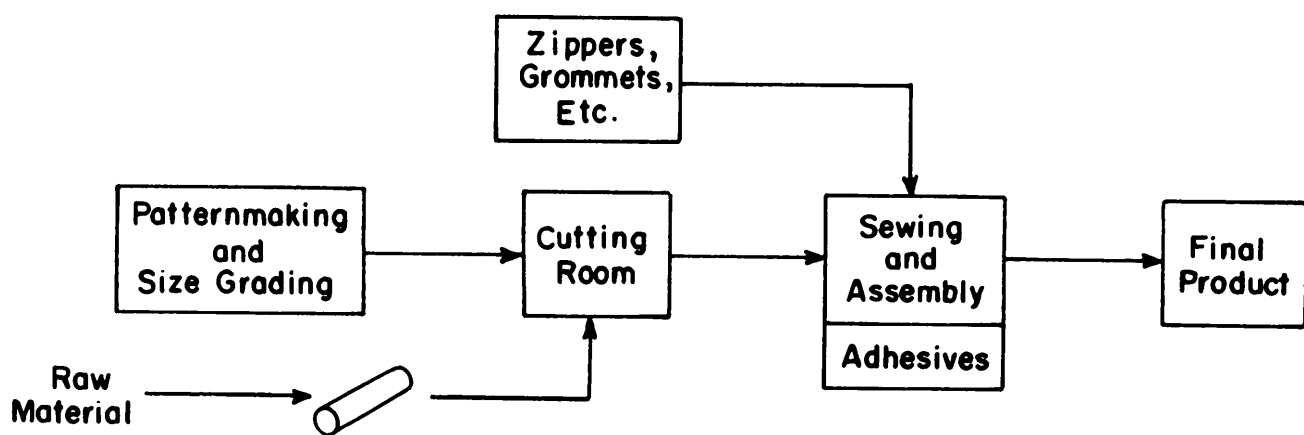 Zippers,
Grommets,
Etc.
Patternmaking
and
Size Grading
Cutting
Room
Sewing
and
Assembly
Adhesives
Final
Product
Raw
Material